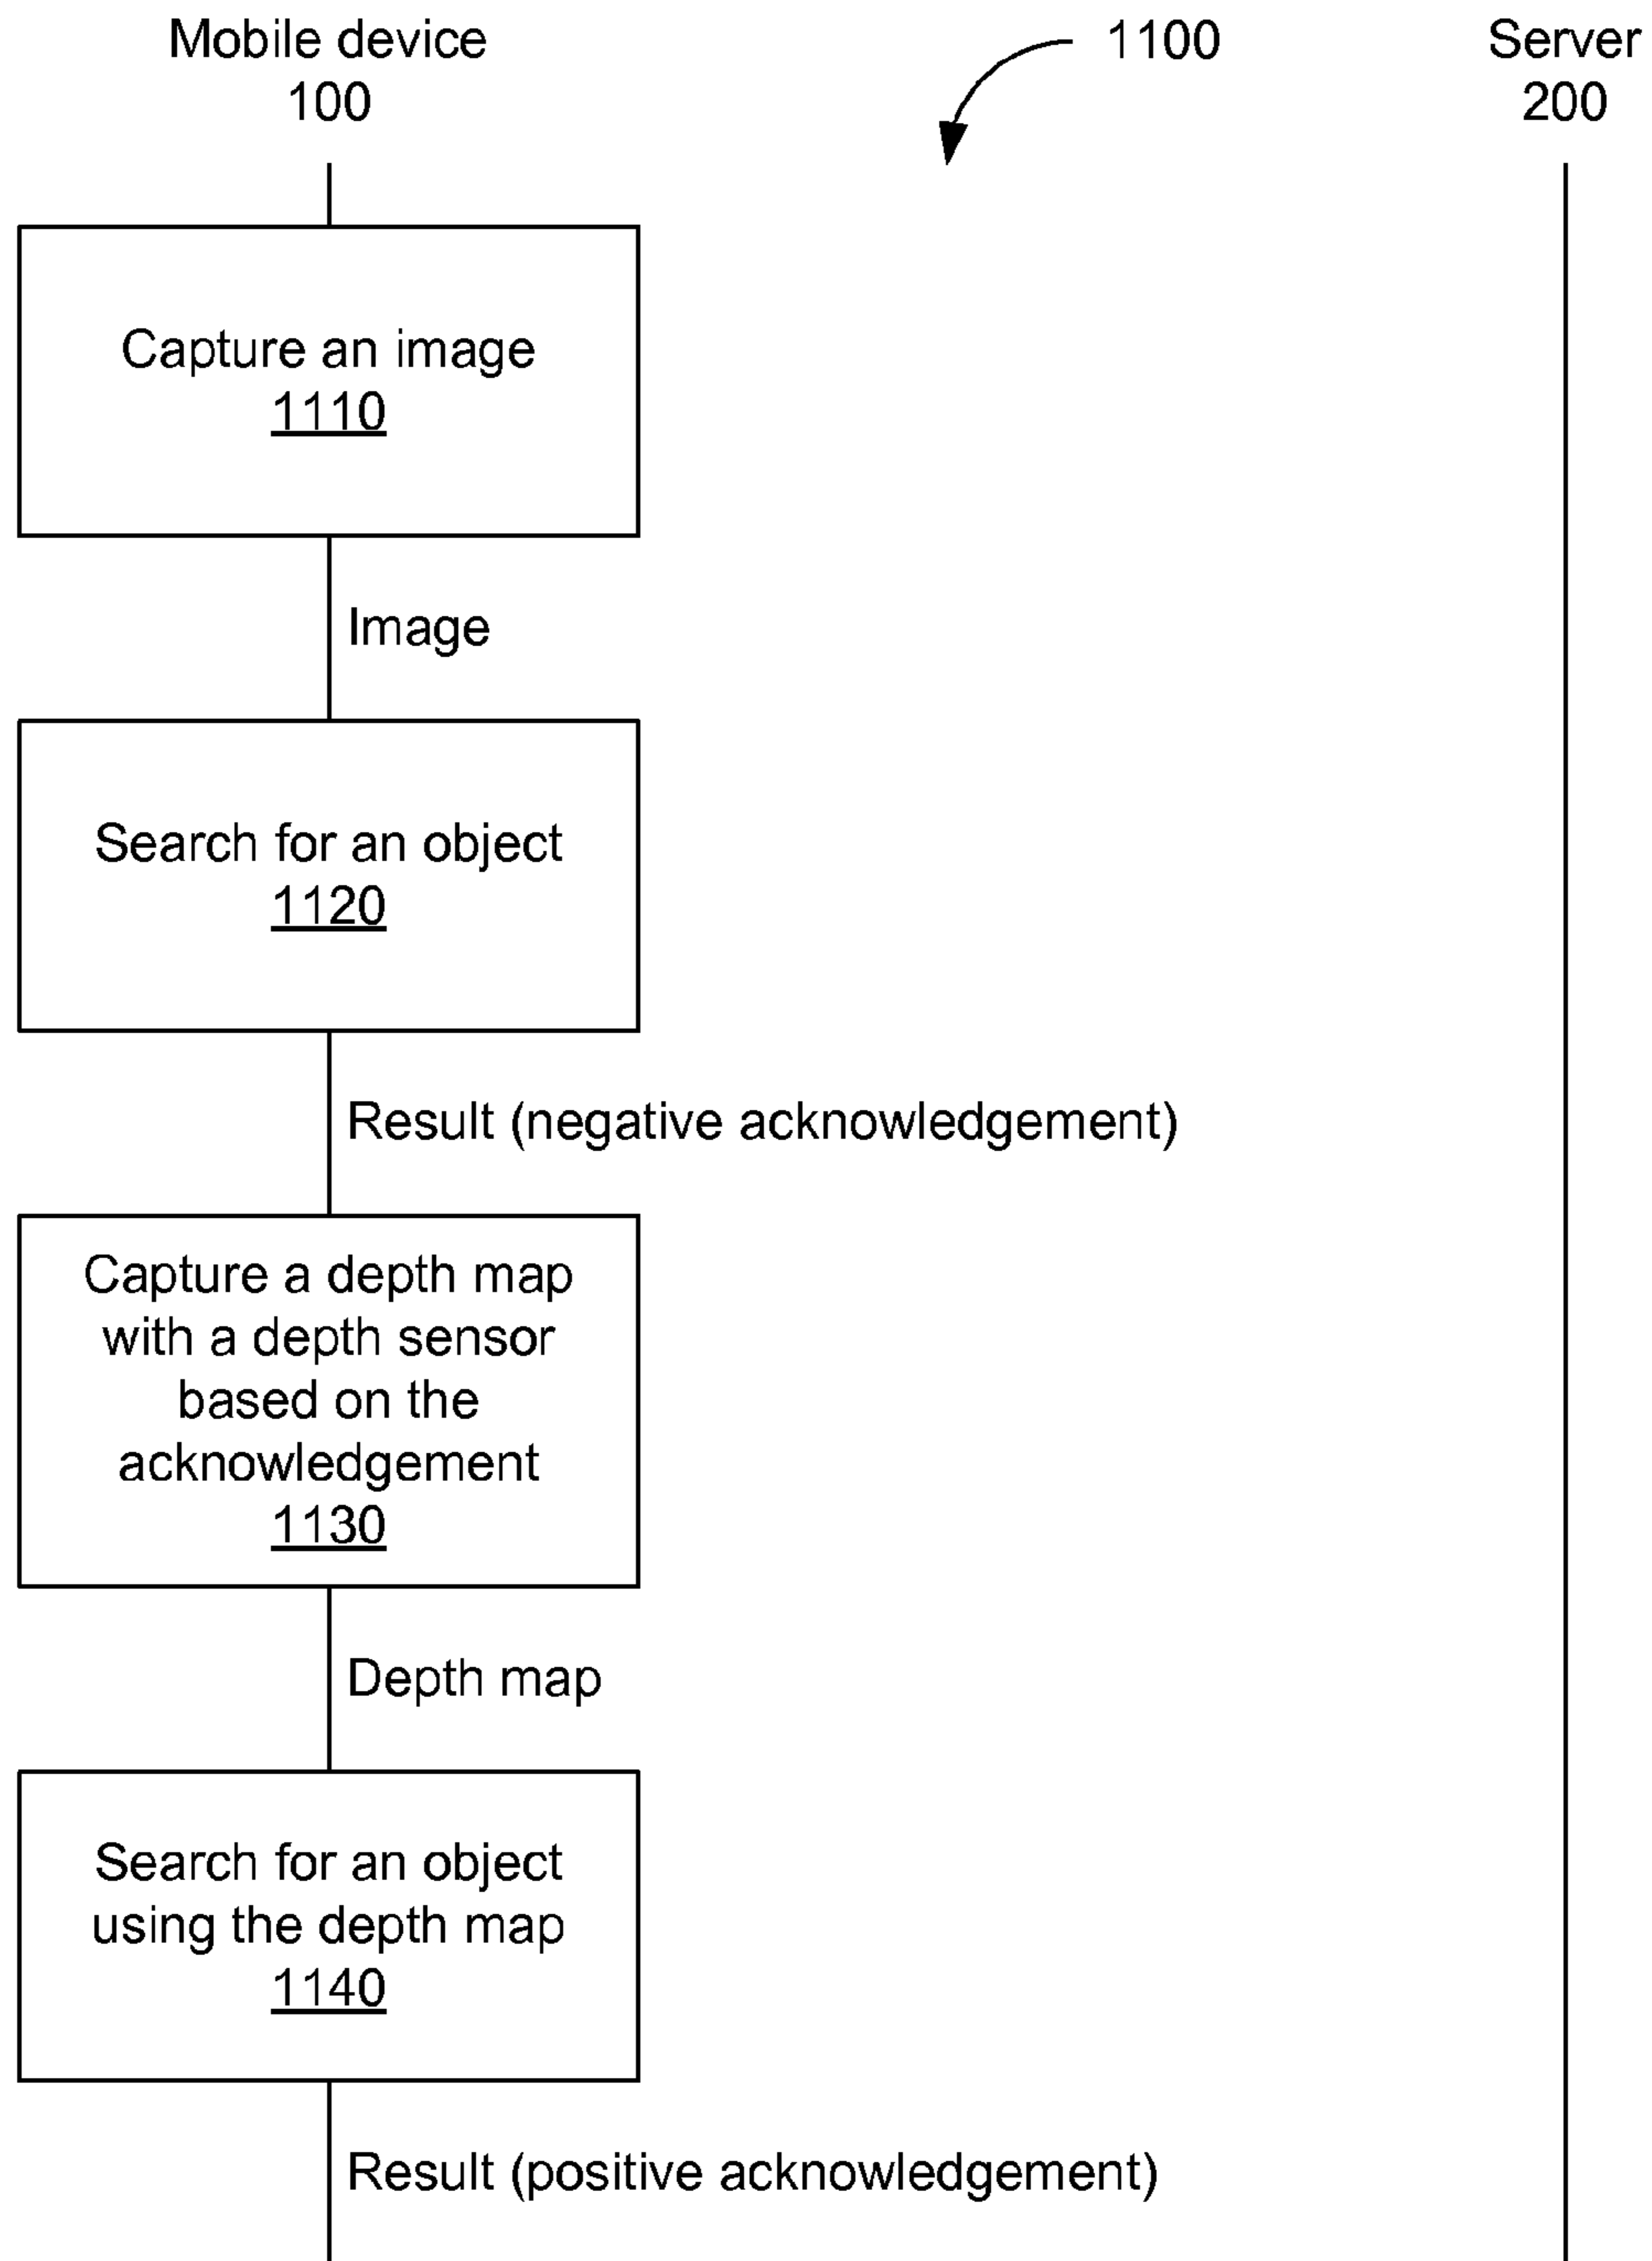 Mobile device
100
1100
Server
200
Capture an image
1110
Image
Search for an object
1120
Result (negative acknowledgement)
Capture a depth map
with a depth sensor
based on the
acknowledgement
1130
Depth map
Search for an object
using the depth map
1140
Result (positive acknowledgement)